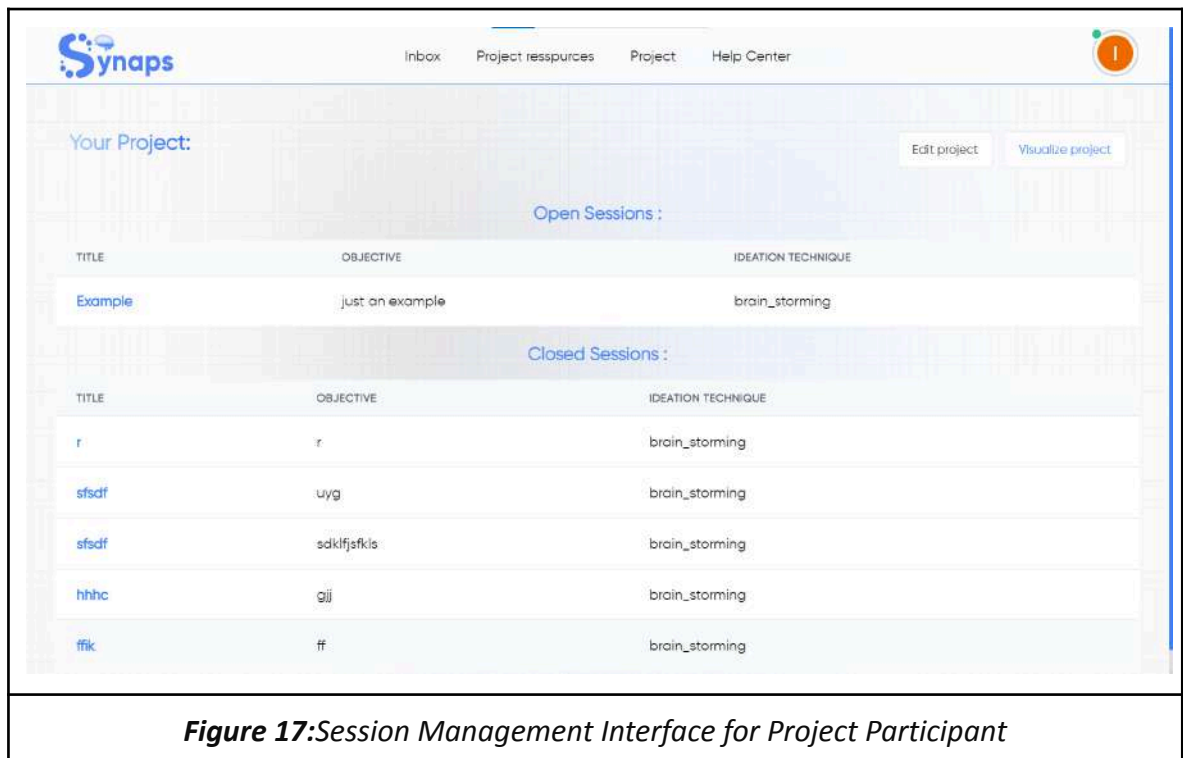 Synaps
Inbox Project resspurces Project Help Center I
Your Project:
Edit project Visualize project
Open Sessions :
TITLE OBJECTIVE IDEATION TECHNIQUE
Example just an example brain_storming
Closed Sessions :
TITLE OBJECTIVE IDEATION TECHNIQUE
r r brain_storming
sfsdf uyg brain_storming
sfsdf sdklfjsfkls brain_storming
hhhc gjj brain_storming
ffik ff brain_storming
Figure 17:Session Management Interface for Project Participant